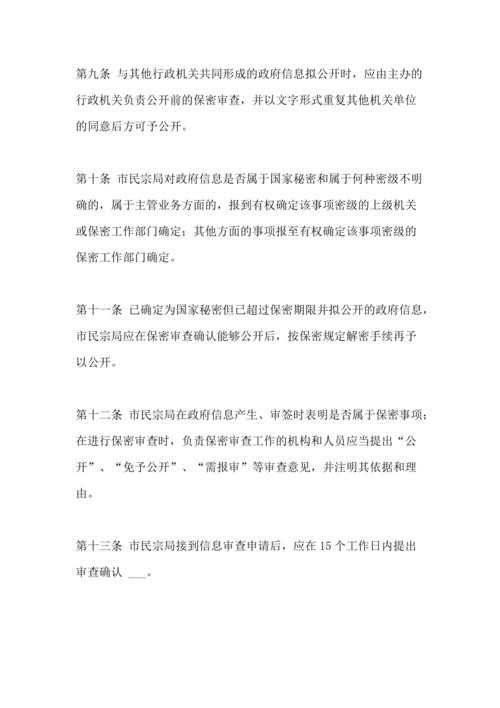 第九条 与其他行政机关共同形成的政府信息拟公开时，应由主办的
行政机关负责公开前的保密审查，并以文字形式重复其他机关单位
的同意后方可予公开。
第十条 市民宗局对政府信息是否属于国家秘密和属于何种密级不明
确的，属于主管业务方面的，报到有权确定该事项密级的上级机关
或保密工作部门确定；其他方面的事项报至有权确定该事项密级的
保密工作部门确定。
第十一条 已确定为国家秘密但已超过保密期限并拟公开的政府信息，
市民宗局应在保密审查确认能够公开后，按保密规定解密手续再予
以公开。
第十二条 市民宗局在政府信息产生、审签时表明是否属于保密事项；
在进行保密审查时，负责保密审查工作的机构和人员应当提出“公
开”、“免予公开”、“需报审”等审查意见，并注明其依据和理
由。
第十三条 市民宗局接到信息审查申请后，应在 15 个工作日内提出
审查确认 ___。